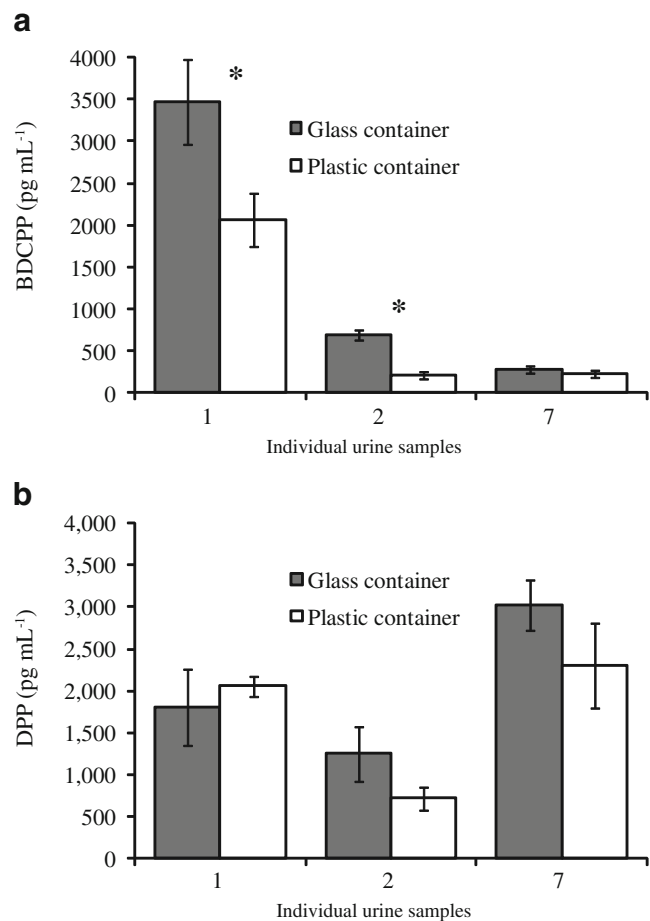 a
4000
3500
3000
2500
2000
1500
1000
500
0
BDCPP (pg mL⁻¹)
*
*
Glass container
Plastic container
1 2 7
Individual urine samples
b
4,000
3,500
3,000
2,500
2,000
1,500
1,000
500
0
DPP (pg mL⁻¹)
Glass container
Plastic container
1 2 7
Individual urine samples